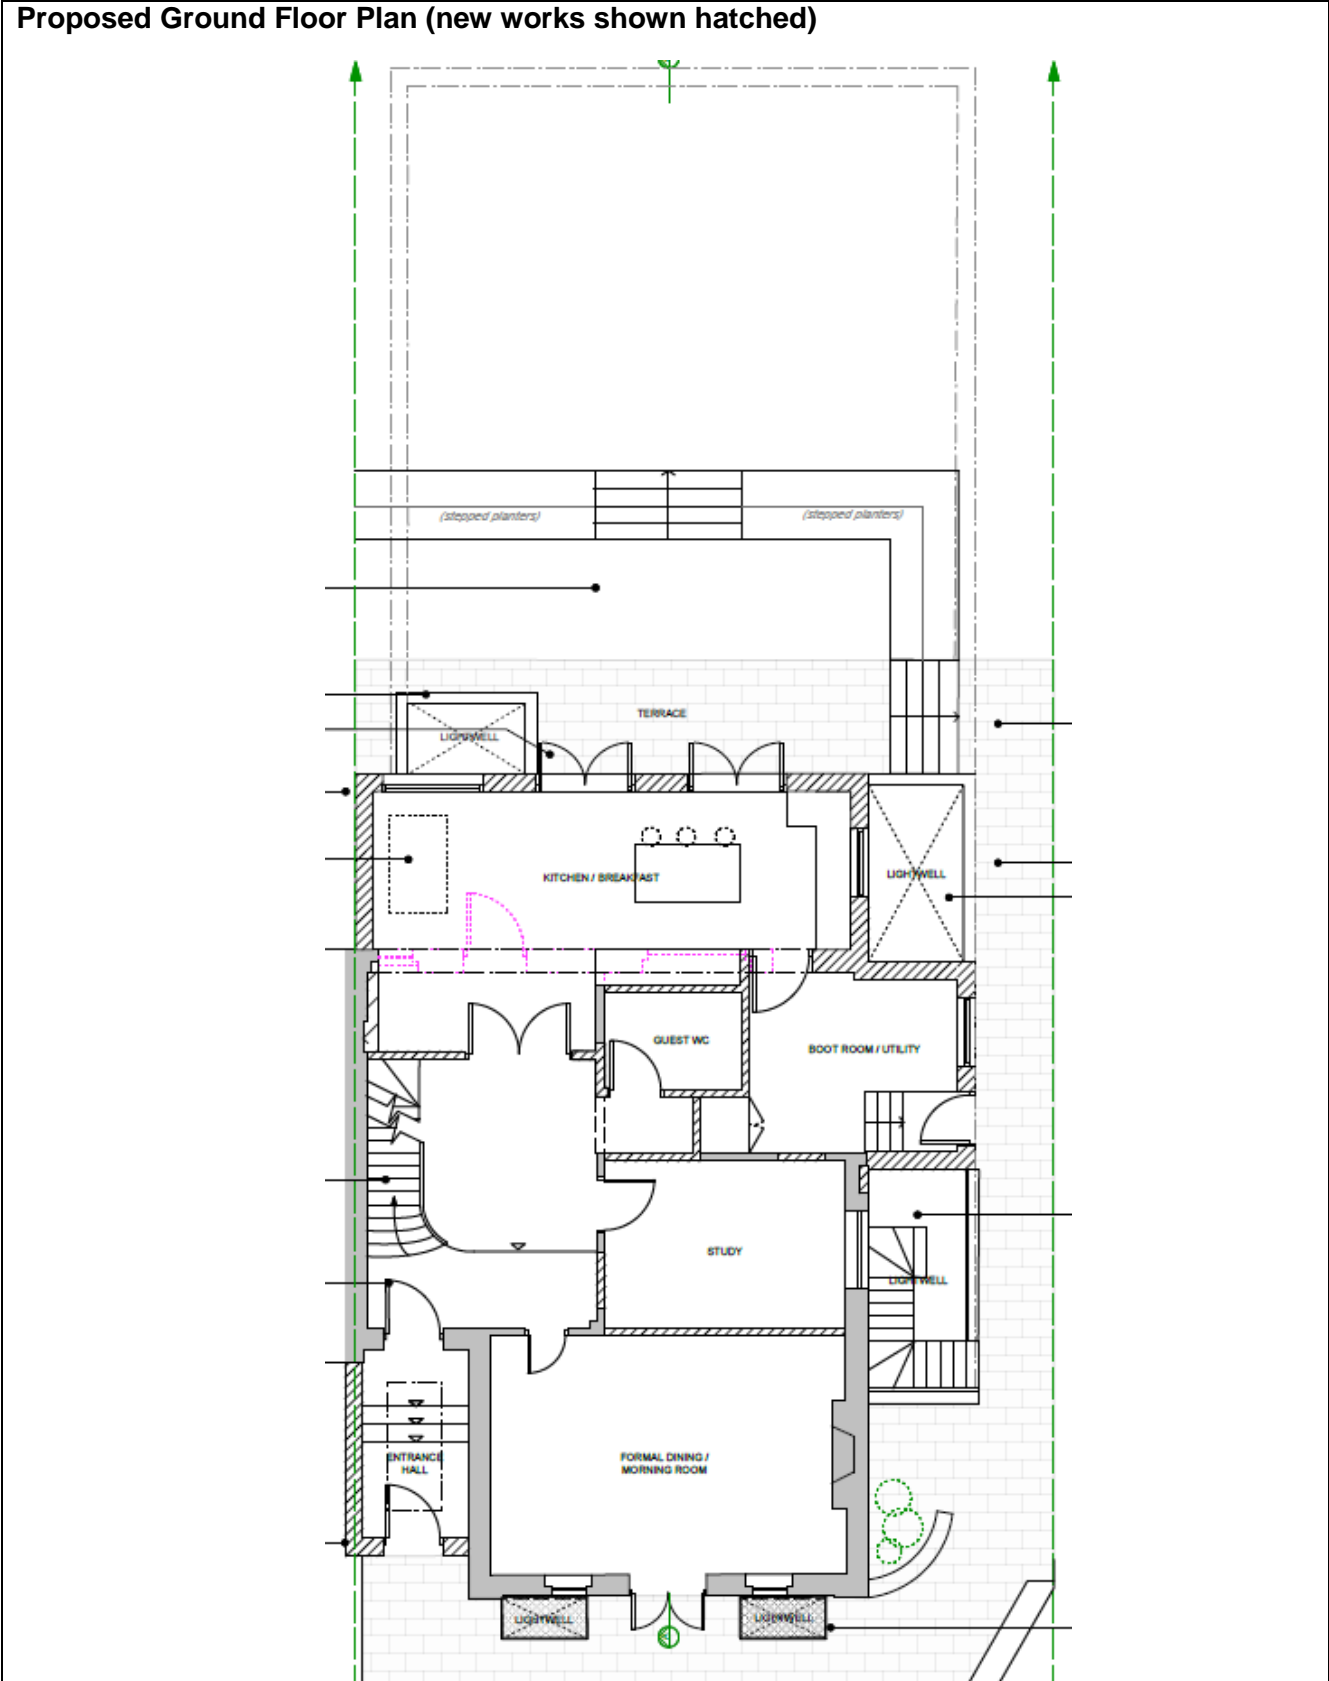 Proposed Ground Floor Plan (new works shown hatched)
(stepped planters)
(stepped planters)
TERRACE
LIGHTWELL
KITCHEN / BREAKFAST
LIGHTWELL
GUEST WC
BOOT ROOM / UTILITY
STUDY
LIGHTWELL
ENTRANCE
HALL
FORMAL DINING /
MORNING ROOM
LIGHTWELL
LIGHTWELL